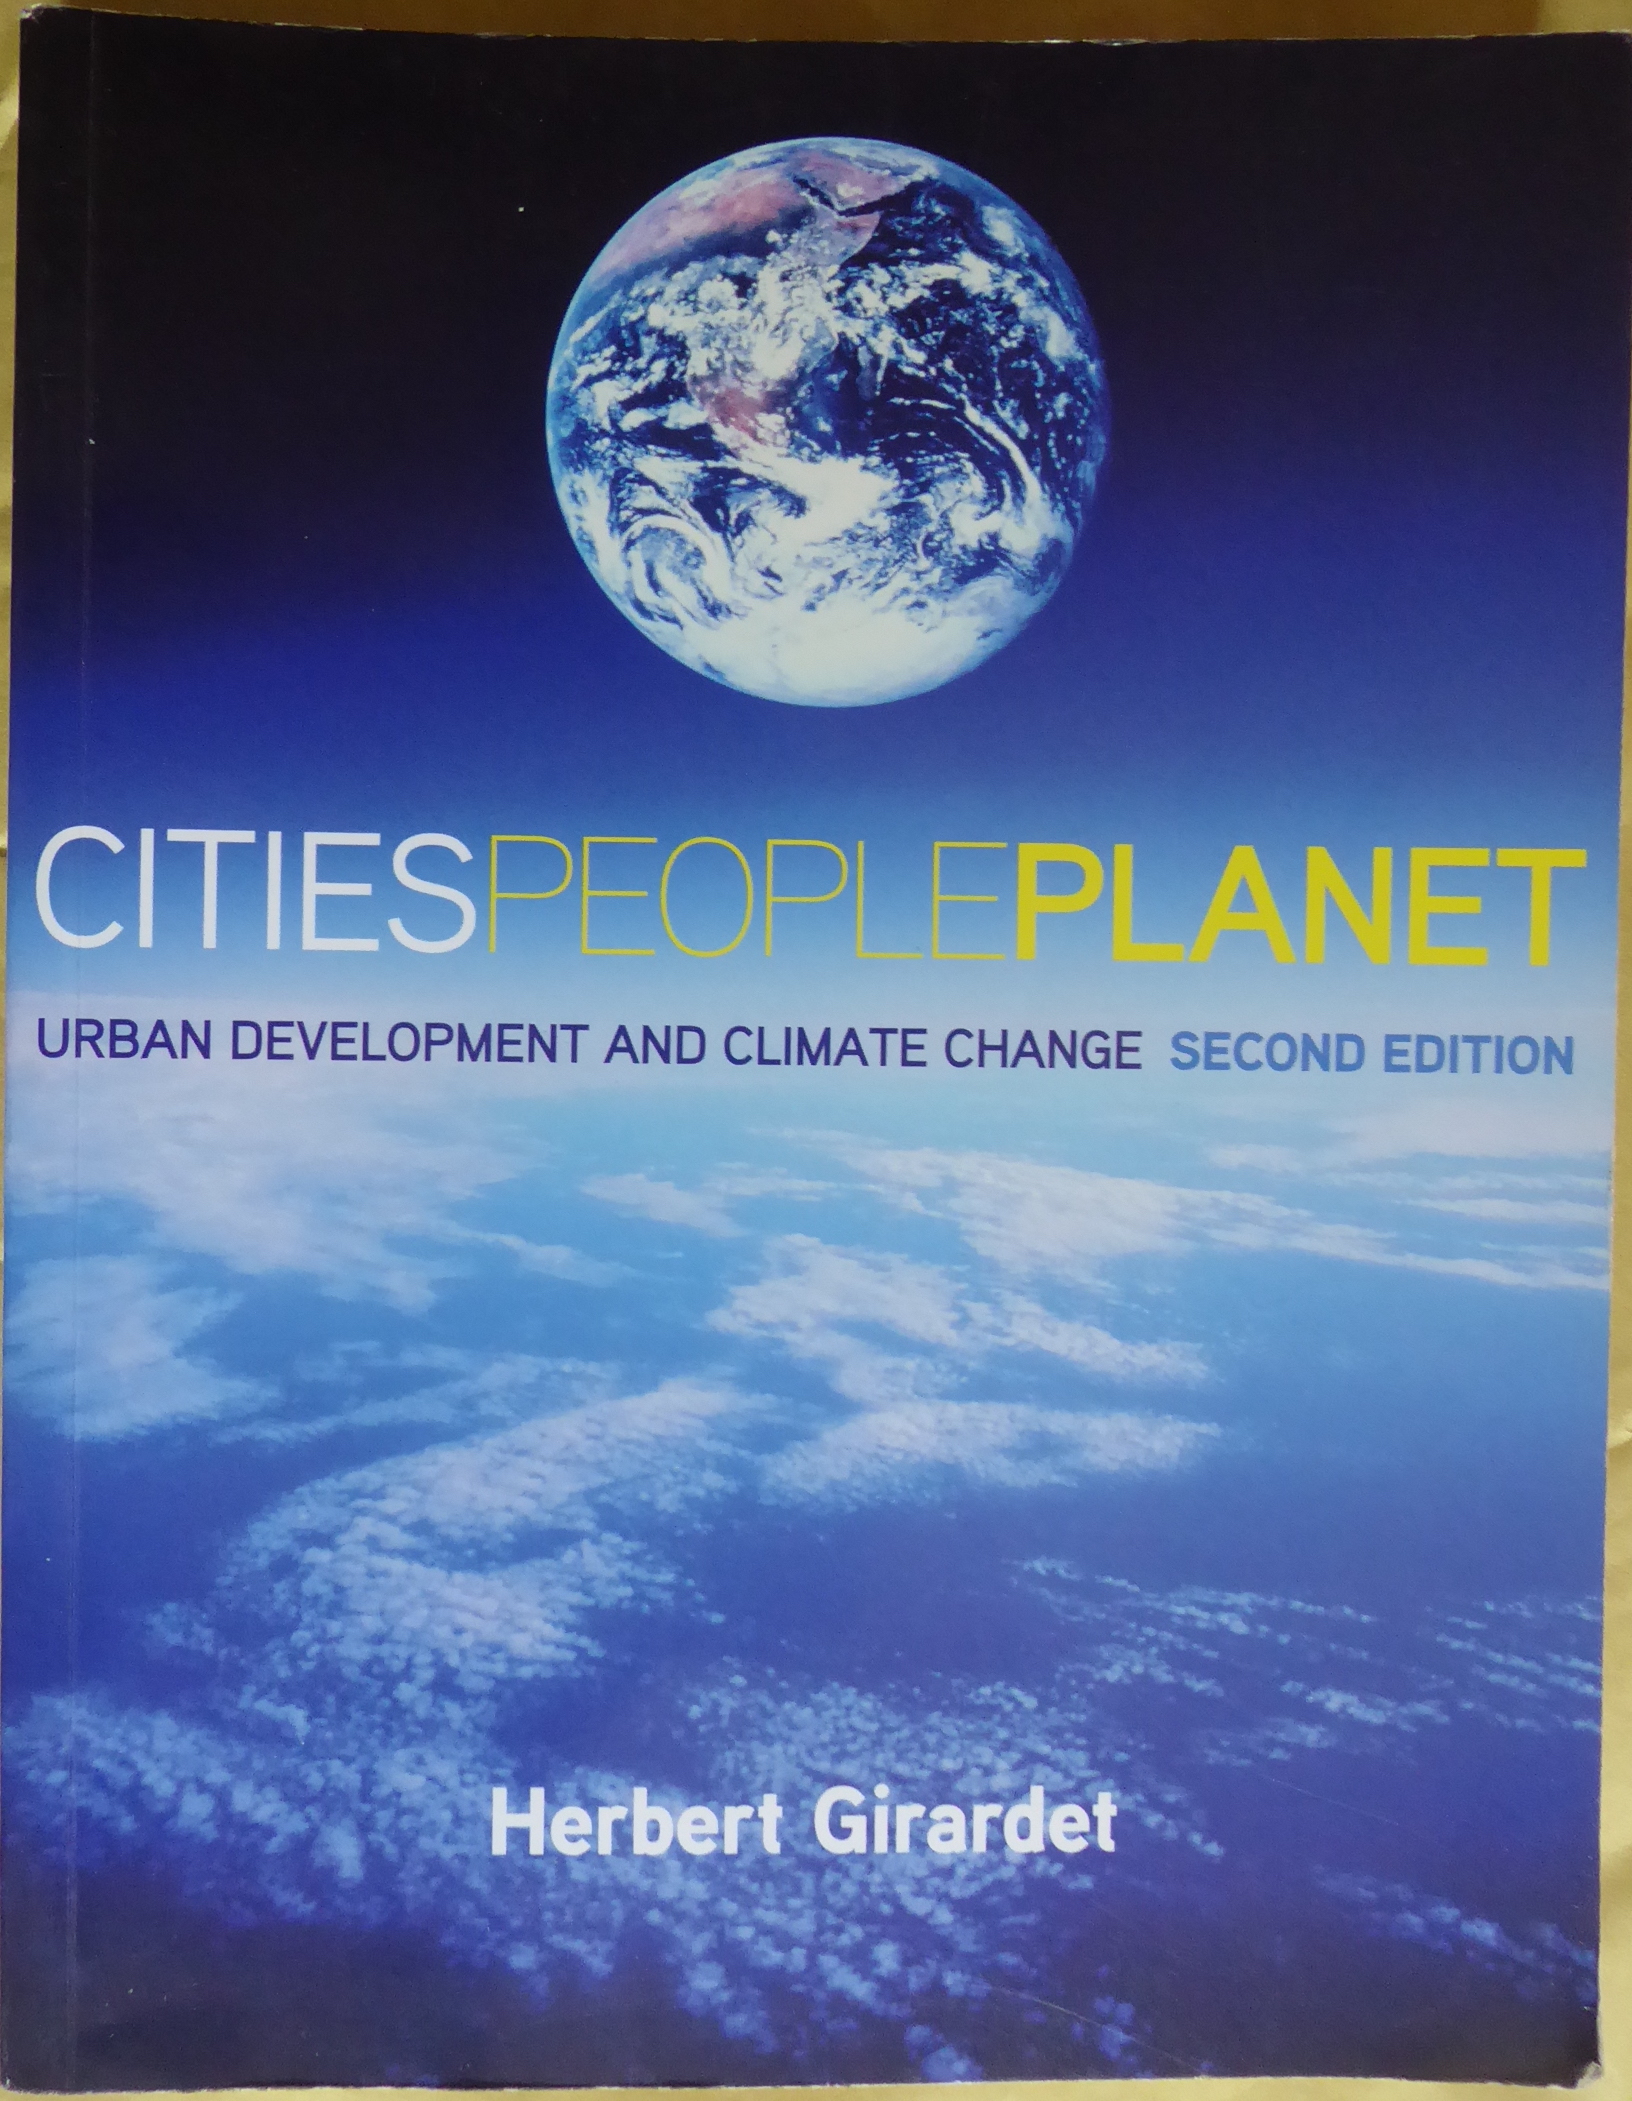 CITIESPEOPLEPLANET
URBAN DEVELOPMENT AND CLIMATE CHANGE SECOND EDITION
Herbert Girardet